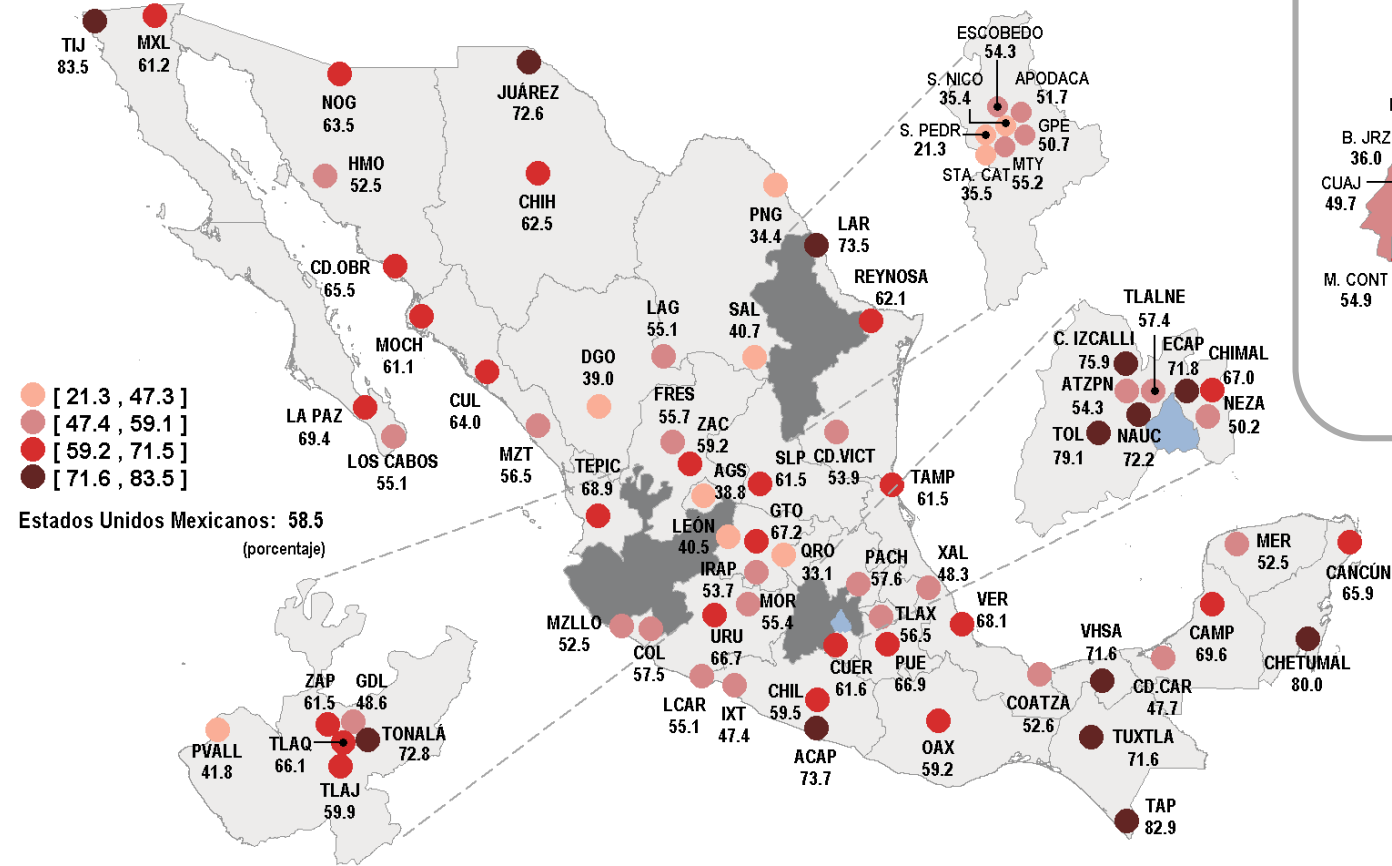 TIJ
83.5
MXL
61.2
NOG
63.5
HMO
52.5
JUÁREZ
72.6
CHIH
62.5
CD.OBR
65.5
MOCH
61.1
CUL
64.0
LA PAZ
69.4
LOS CABOS
55.1
MZT
56.5
DGO
39.0
LAG
55.1
SAL
40.7
PNG
34.4
LAR
73.5
REYNOSA
62.1
FRES
55.7
ZAC
59.2
TEPIC
68.9
AGS
38.8
SLP
61.5
CD.VICT
53.9
TAMP
61.5
LEÓN
40.5
GTO
67.2
QRO
33.1
IRAP
53.7
PACH
57.6
XAL
48.3
MOR
55.4
TLAX
56.5
VER
68.1
MZLLO
52.5
COL
57.5
URU
66.7
CUER
61.6
PUE
66.9
LCAR
55.1
IXT
47.4
CHIL
59.5
ACAP
73.7
OAX
59.2
COATZA
52.6
VHSA
71.6
CD.CAR
47.7
TUXTLA
71.6
TAP
82.9
MER
52.5
CANCÚN
65.9
CAMP
69.6
CHETUMAL
80.0
ESCOBEDO
54.3
S. NICO
35.4
APODACA
51.7
S. PEDR
21.3
GPE
50.7
STA. CAT
35.5
MTY
55.2
B. JRZ
36.0
CUAJ
49.7
M. CONT
54.9
TLALNE
57.4
C. IZCALLI
75.9
ECAP
71.8
CHIMAL
67.0
ATZPN
54.3
NEZA
50.2
TOL
79.1
NAUC
72.2
ZAP
61.5
GDL
48.6
TONALÁ
72.8
TLAQ
66.1
PVALL
41.8
TLAJ
59.9
[ 21.3 , 47.3 ]
[ 47.4 , 59.1 ]
[ 59.2 , 71.5 ]
[ 71.6 , 83.5 ]
Estados Unidos Mexicanos: 58.5
(porcentaje)